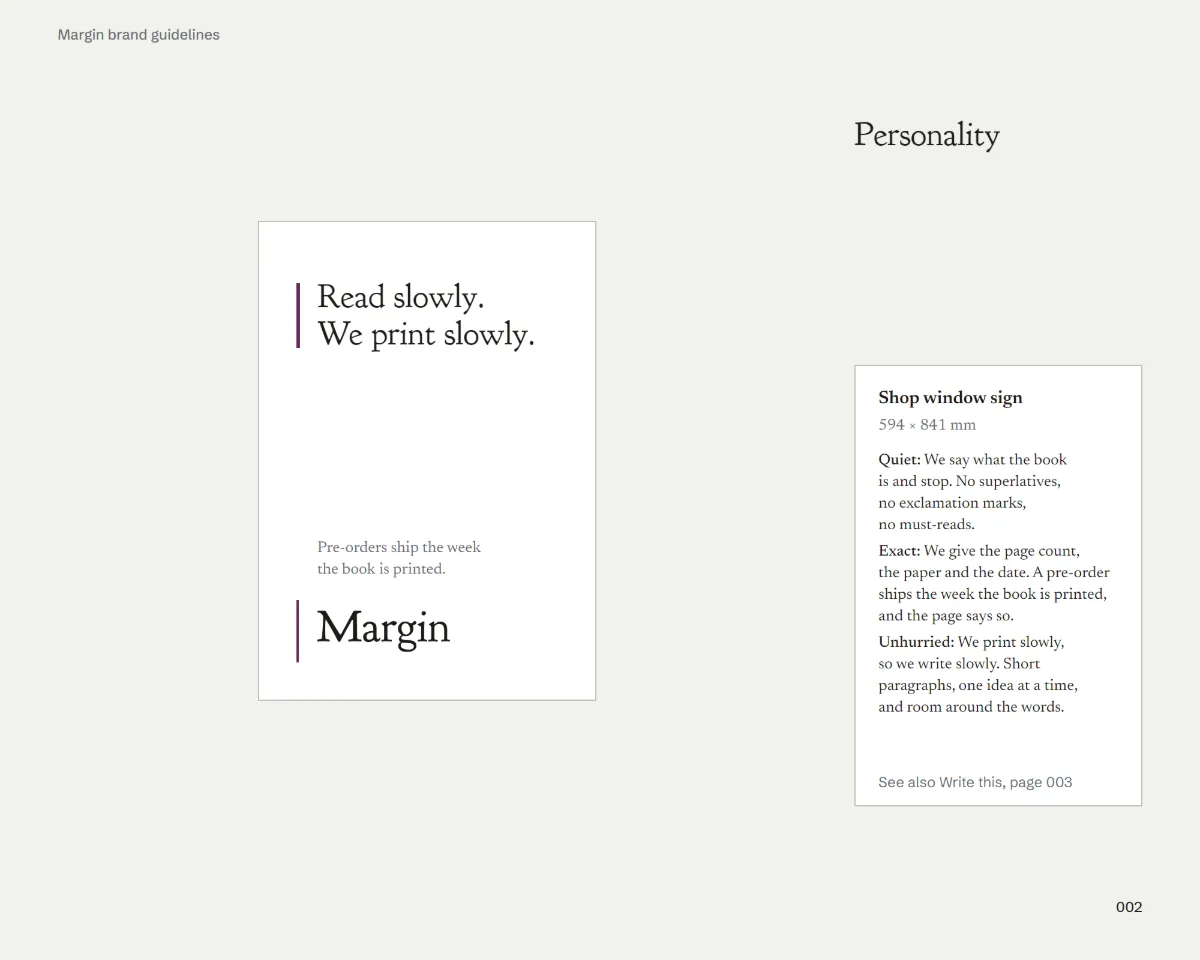 Margin brand guidelines
Personality
Read slowly.
We print slowly.
Pre-orders ship the week
the book is printed.
Margin
Shop window sign
594 × 841 mm
Quiet: We say what the book
is and stop. No superlatives,
no exclamation marks,
no must-reads.
Exact: We give the page count,
the paper and the date. A pre-order
ships the week the book is printed,
and the page says so.
Unhurried: We print slowly,
so we write slowly. Short
paragraphs, one idea at a time,
and room around the words.
See also Write this, page 003
002